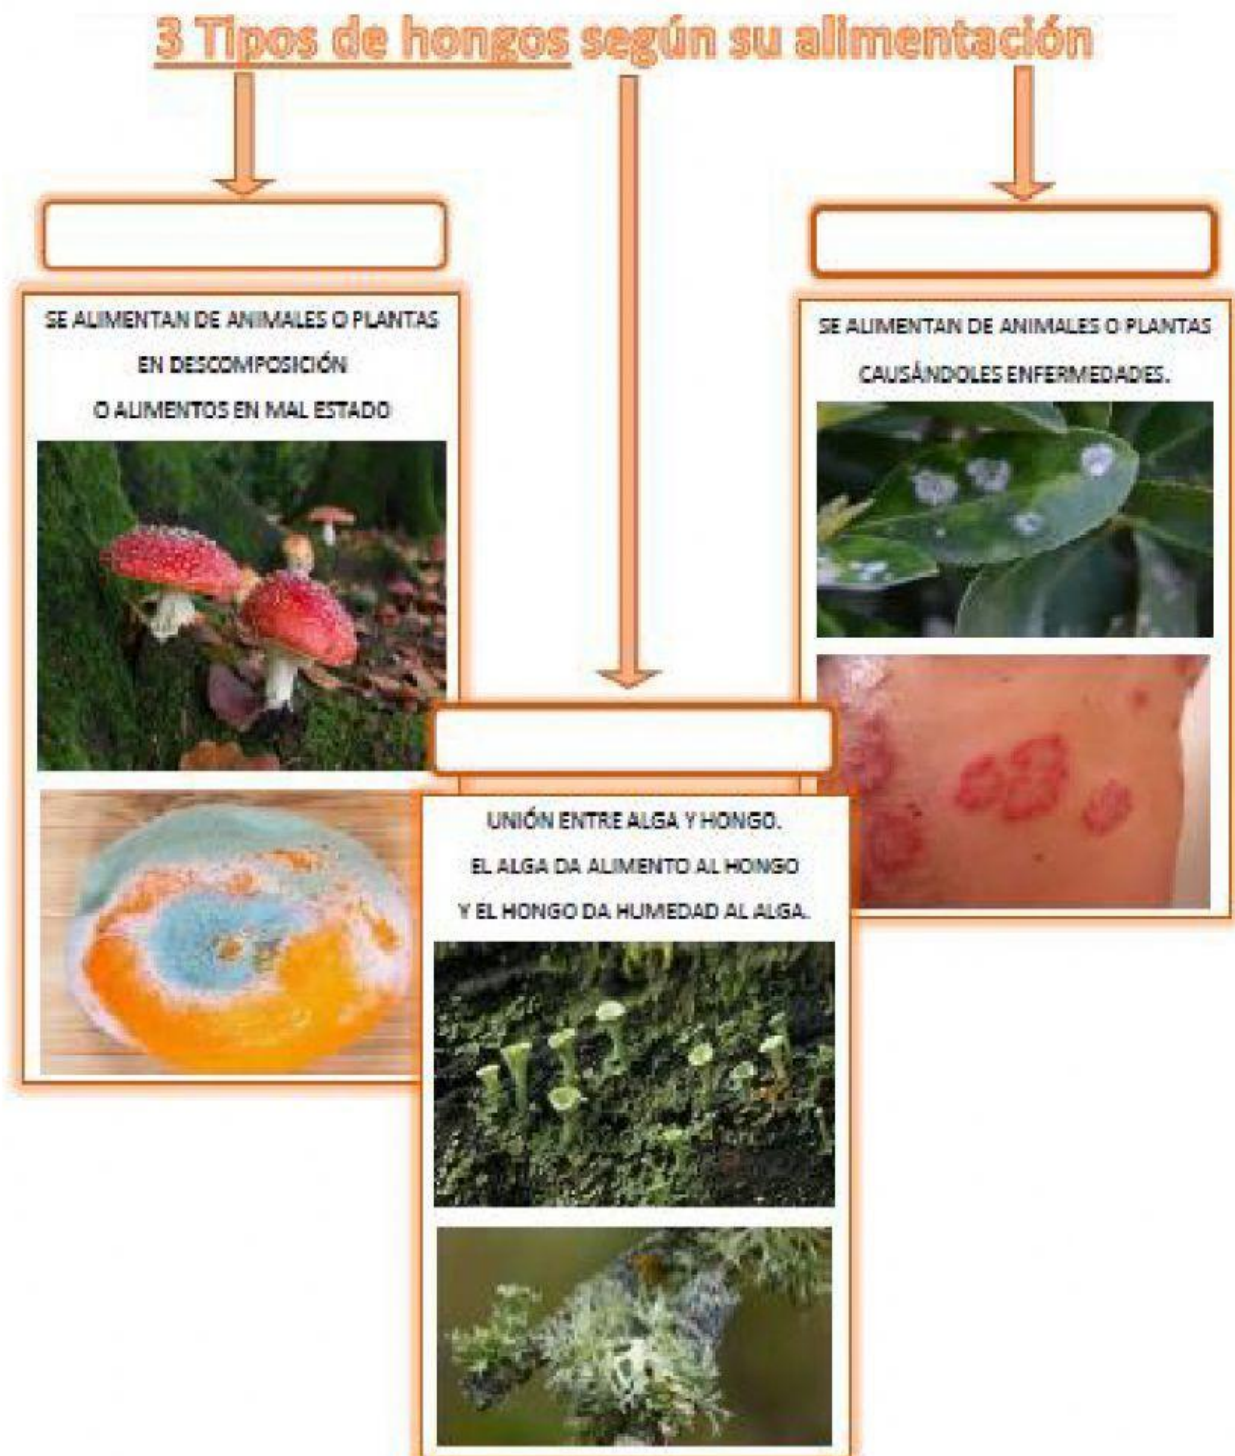 3 Tipos de hongos según su alimentación
SE ALIMENTAN DE ANIMALES O PLANTAS
EN DESCOMPOSICIÓN
O ALIMENTOS EN MAL ESTADO
SE ALIMENTAN DE ANIMALES O PLANTAS
CAUSÁNDOLES ENFERMEDADES.
UNIÓN ENTRE ALGA Y HONGO.
EL ALGA DA ALIMENTO AL HONGO
Y EL HONGO DA HUMEDAD AL ALGA.